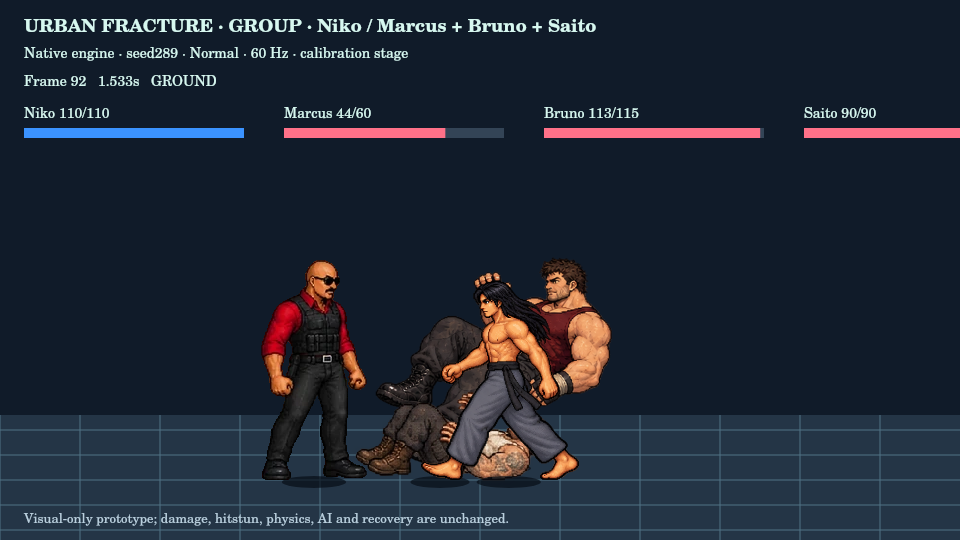 URBAN FRACTURE · GROUP · Niko / Marcus + Bruno + Saito
Native engine · seed289 · Normal · 60 Hz · calibration stage
Frame 92 1.533s GROUND
Niko 110/110 Marcus 44/60 Bruno 113/115 Saito 90/90
Visual-only prototype; damage, hitstun, physics, AI and recovery are unchanged.